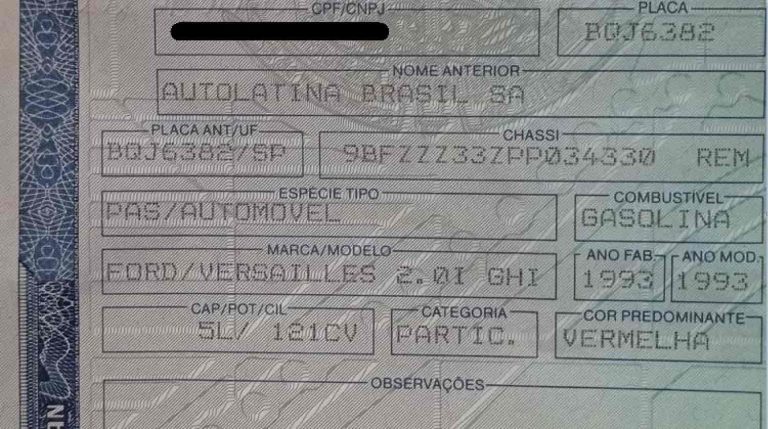 CPF/CNPJ PLACA
BQJ6382
NOME ANTERIOR
AUTOLATINA BRASIL SA
PLACA ANT/UF CHASSI
BQJ6382/SP 9BFZZZ33ZPP034330 REM
ESPÉCIE TIPO COMBUSTÍVEL
PAS/AUTOMOVEL GASOLINA
MARCA/MODELO ANO FAB. ANO MOD.
FORD/VERSAILLES 2.0I GHI 1993 1993
CAP/POT/CIL CATEGORIA COR PREDOMINANTE
5L/ 121CV PARTIC. VERMELHA
OBSERVAÇÕES